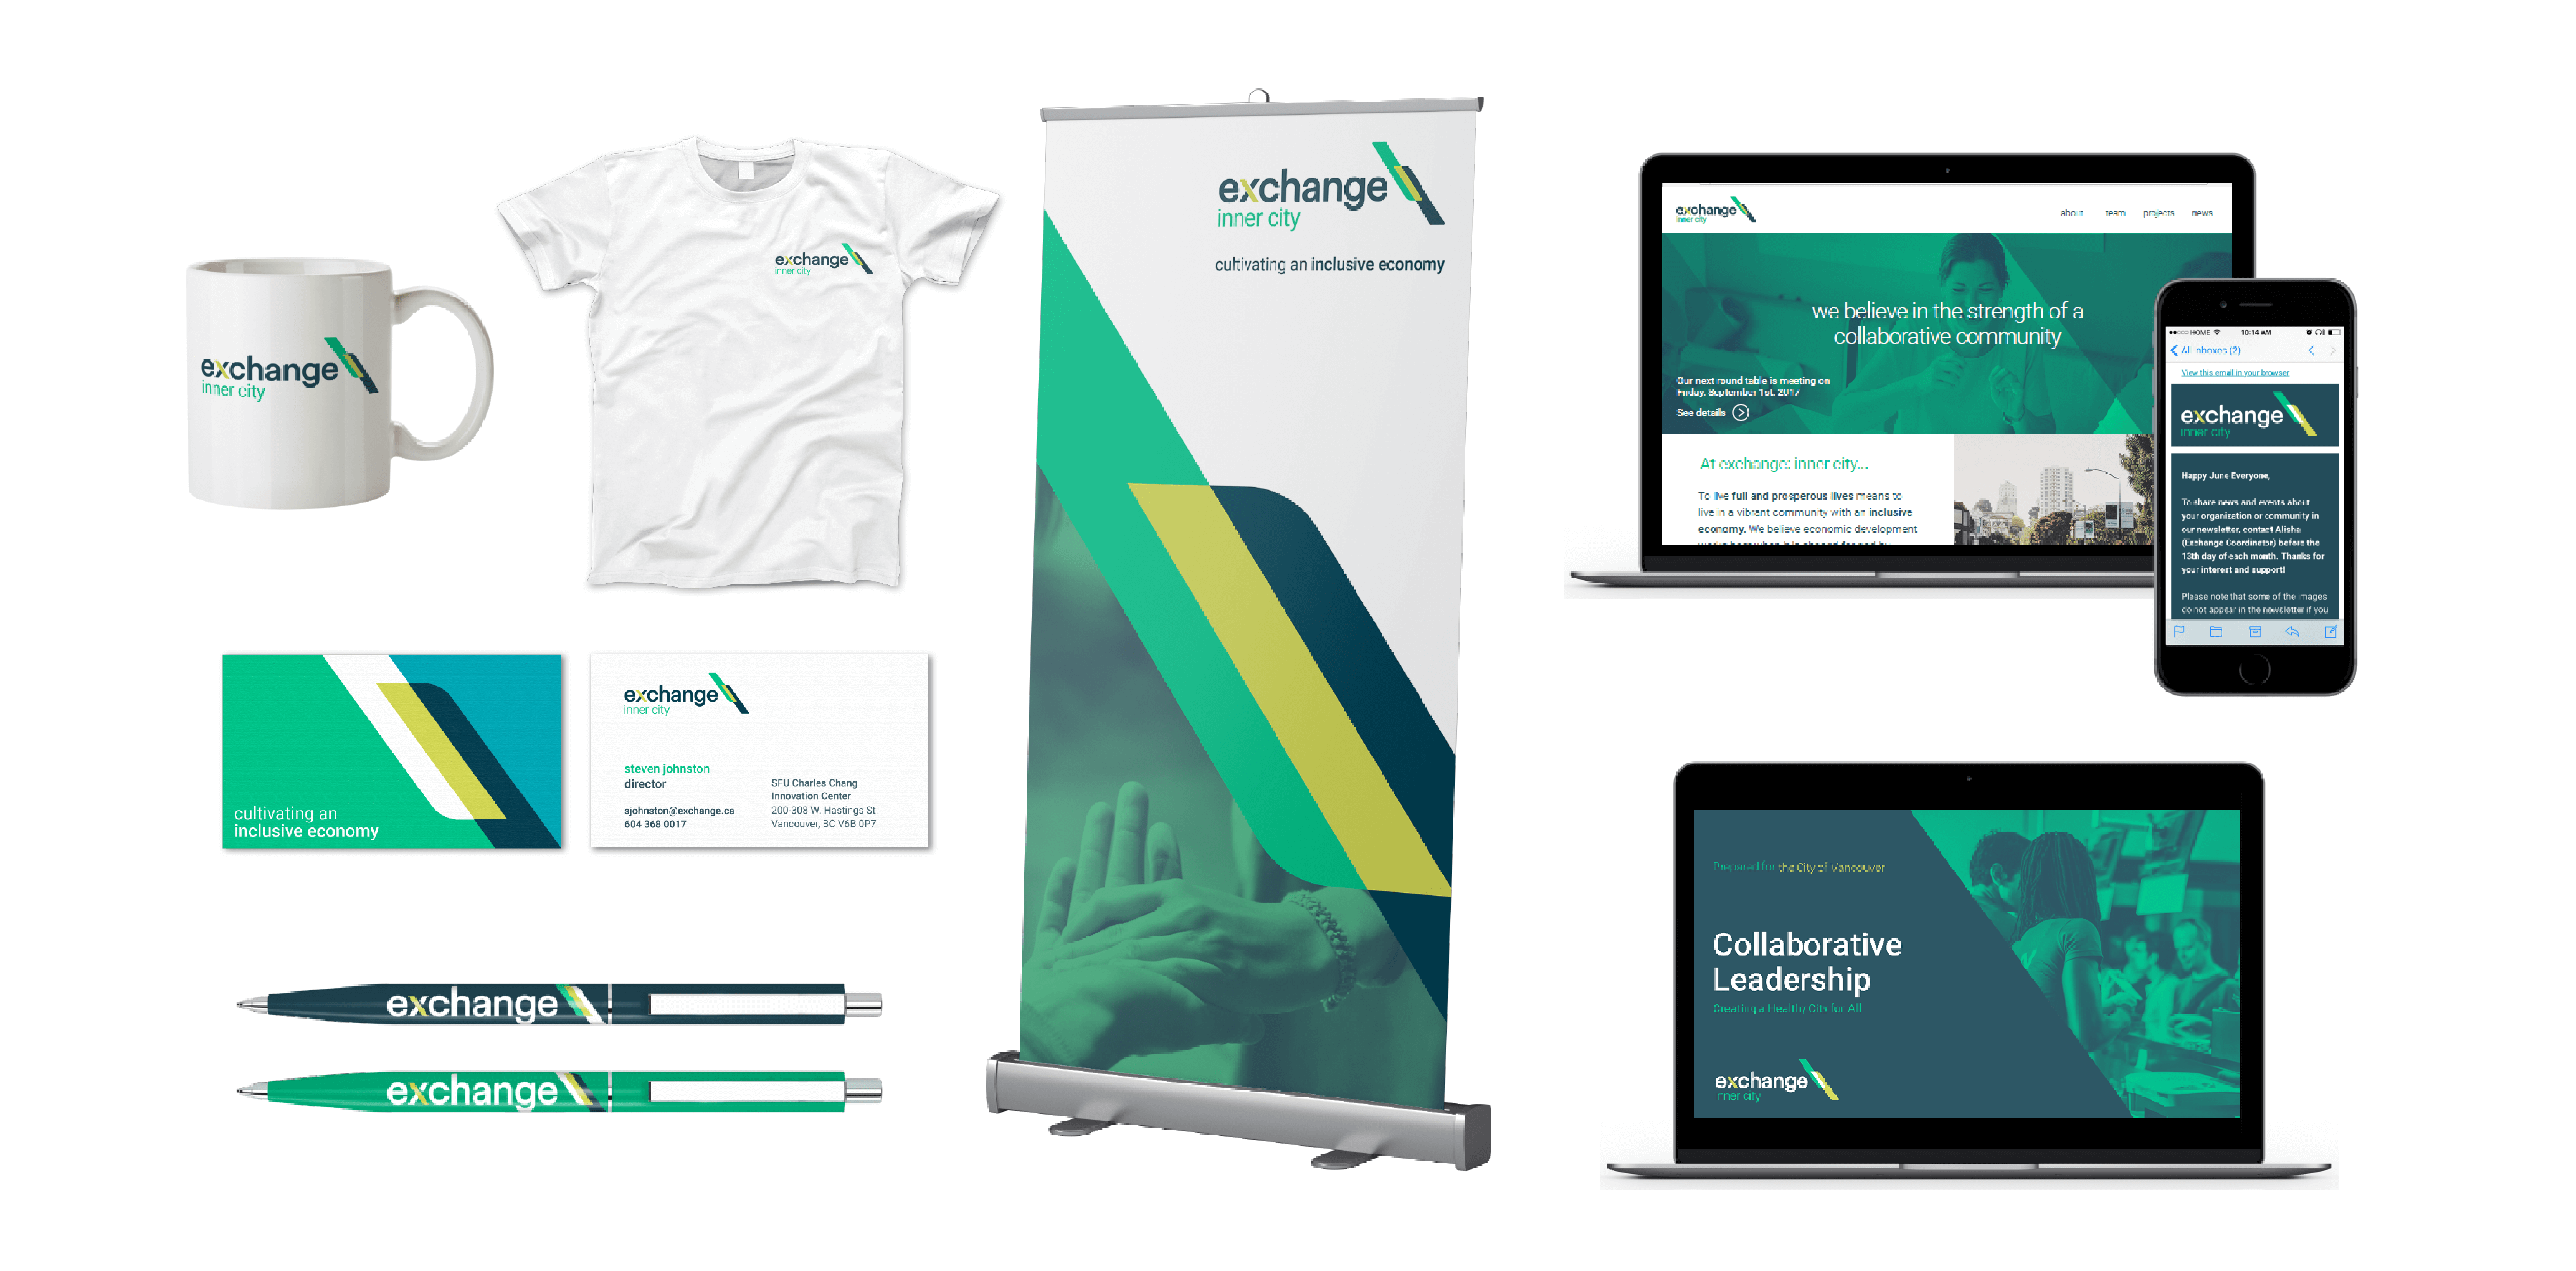 exchange
inner city
exchange
inner city
cultivating an
inclusive economy
exchange
inner city
steven johnston
director
sjohnston@exchange.ca
604 368 0017
SFU Charles Chang
Innovation Center
200-308 W. Hastings St.
Vancouver, BC V6B 0P7
exchange
exchange
exchange
inner city
cultivating an inclusive economy
exchange
inner city
about team projects news
we believe in the strength of a
collaborative community
Our next round table is meeting on
Friday, September 1st, 2017
See details
At exchange: inner city...
To live full and prosperous lives means to
live in a vibrant community with an inclusive
economy. We believe economic development
HOME 10:14 AM
All Inboxes (2)
View this email in your browser
exchange
inner city
Happy June Everyone,
To share news and events about
your organization or community in
our newsletter, contact Alisha
(Exchange Coordinator) before the
13th day of each month. Thanks for
your interest and support!
Please note that some of the images
do not appear in the newsletter if you
Prepared for the City of Vancouver
Collaborative
Leadership
Creating a Healthy City for All
exchange
inner city